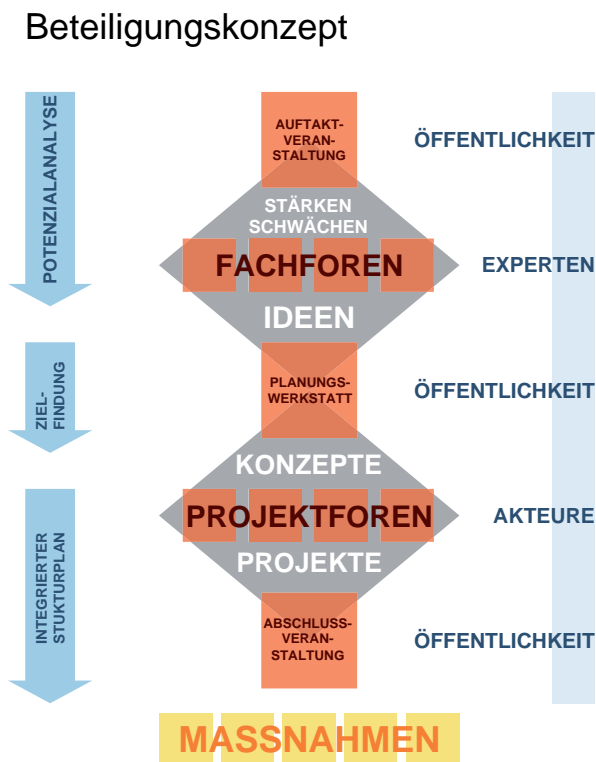 Beteiligungskonzept
POTENZIALANALYSE
AUFTAKT-
VERAN-
STALTUNG
ÖFFENTLICHKEIT
STÄRKEN
SCHWÄCHEN
FACHFOREN
EXPERTEN
IDEEN
ZIEL-
FINDUNG
PLANUNGS-
WERKSTATT
ÖFFENTLICHKEIT
KONZEPTE
INTEGRIERTER
STUKTURPLAN
PROJEKTFOREN
AKTEURE
PROJEKTE
ABSCHLUSS-
VERAN-
STALTUNG
ÖFFENTLICHKEIT
MASSNAHMEN